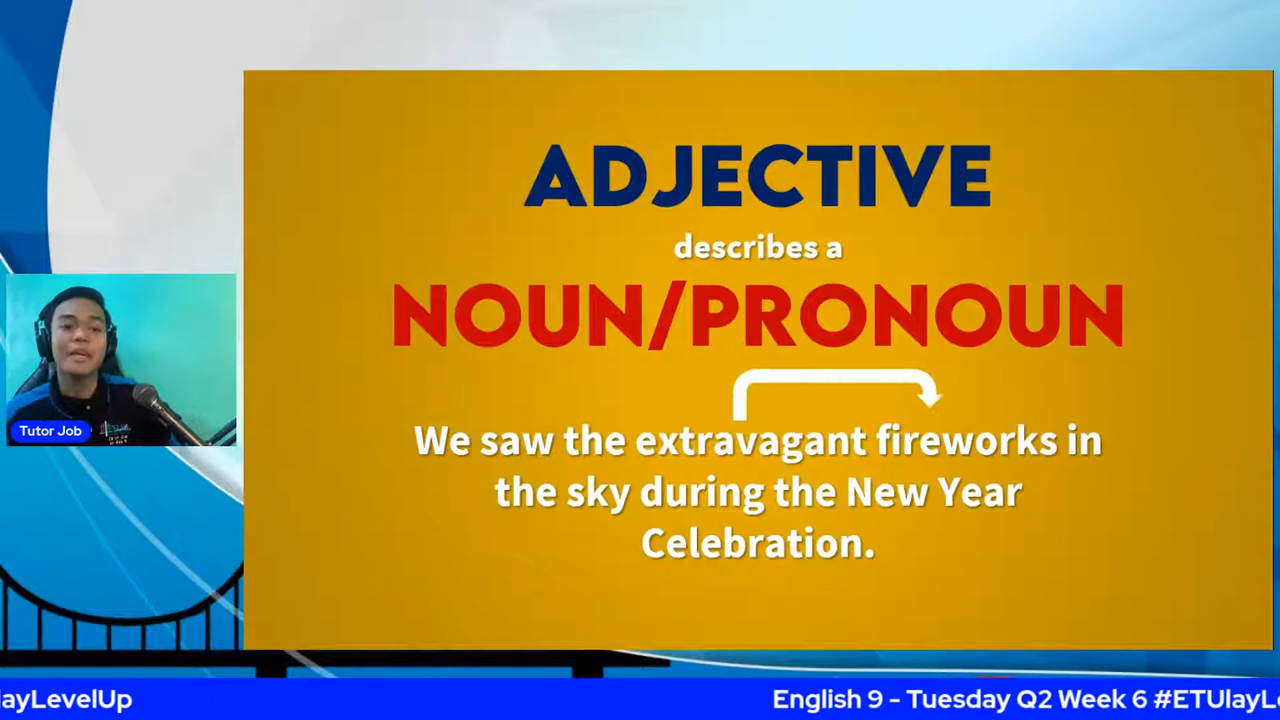 ADJECTIVE
describes a
NOUN/PRONOUN
We saw the extravagant fireworks in
the sky during the New Year
Celebration.
Tutor Job
layLevelUp
English 9 - Tuesday Q2 Week 6 #ETUlayLe